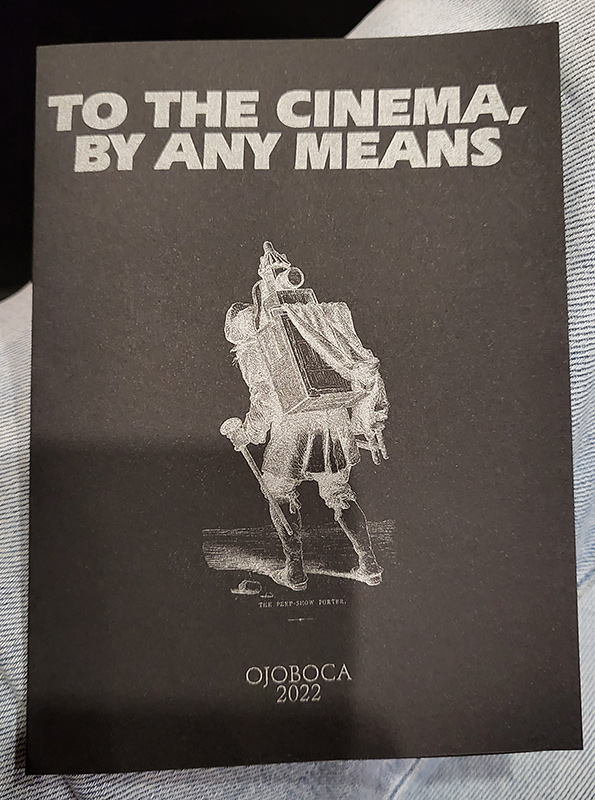 TO THE CINEMA,
BY ANY MEANS
THE PEEP-SHOW PORTER.
OJOBOCA
2022